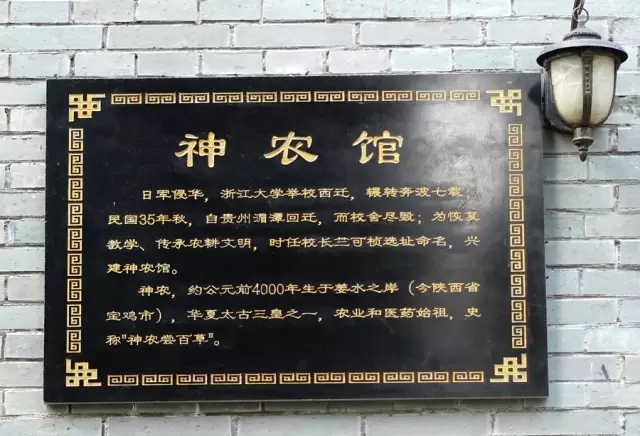 神农馆
日军侵华，浙江大学举校西迁，辗转奔波七载，
民国35年秋，自贵州湄潭回迁，而校舍尽毁；为恢复
教学、传承农耕文明，时任校长竺可桢选址命名，兴
建神农馆。
神农，约公元前4000年生于姜水之岸（今陕西省
宝鸡市），华夏太古三皇之一，农业和医药始祖，史
称"神农尝百草"。